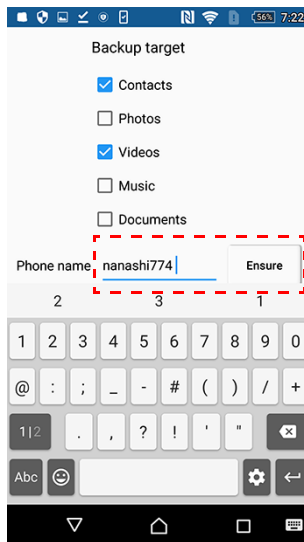 56% 7:22
Backup target
Contacts
Photos
Videos
Music
Documents
Phone name nanashi774 Ensure
2 3 1
1 2 3 4 5 6 7 8 9 0
@ : ; _ - # ( ) / +
1|2 . , ? ! ' "
Abc